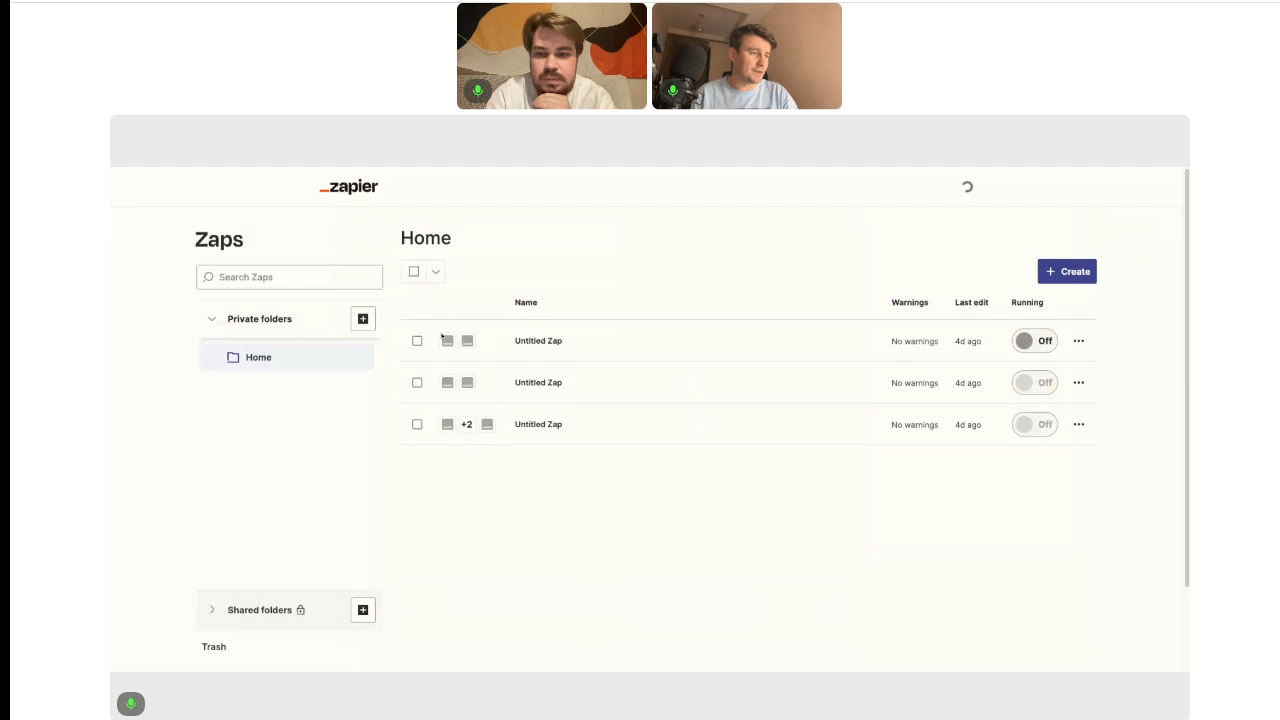 zapier
Zaps
Home
Search Zaps
Create
Name
Warnings
Last edit
Running
Private folders
Untitled Zap
No warnings
4d ago
Off
Home
Untitled Zap
No warnings
4d ago
Off
+2
Untitled Zap
No warnings
4d ago
Off
Shared folders
Trash